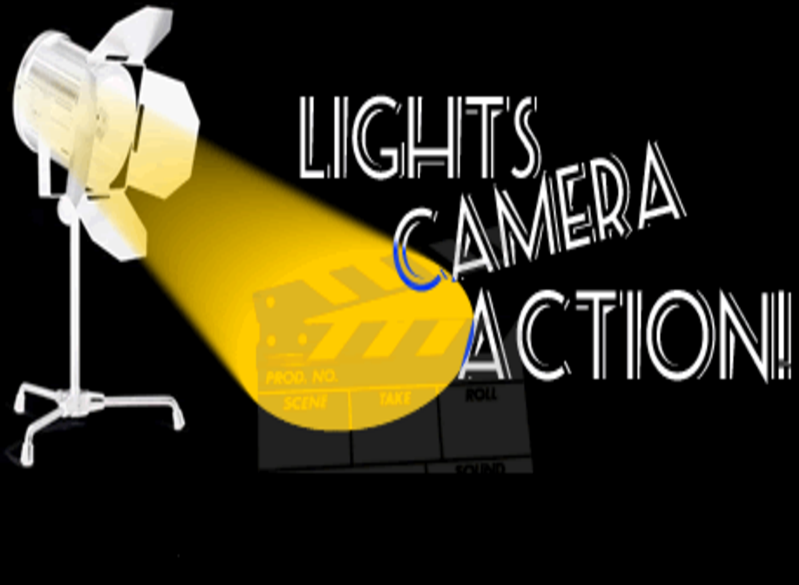 LIGHTS
CAMERA
ACTION!
PROD. NO.
SCENE TAKE ROLL
SOUND